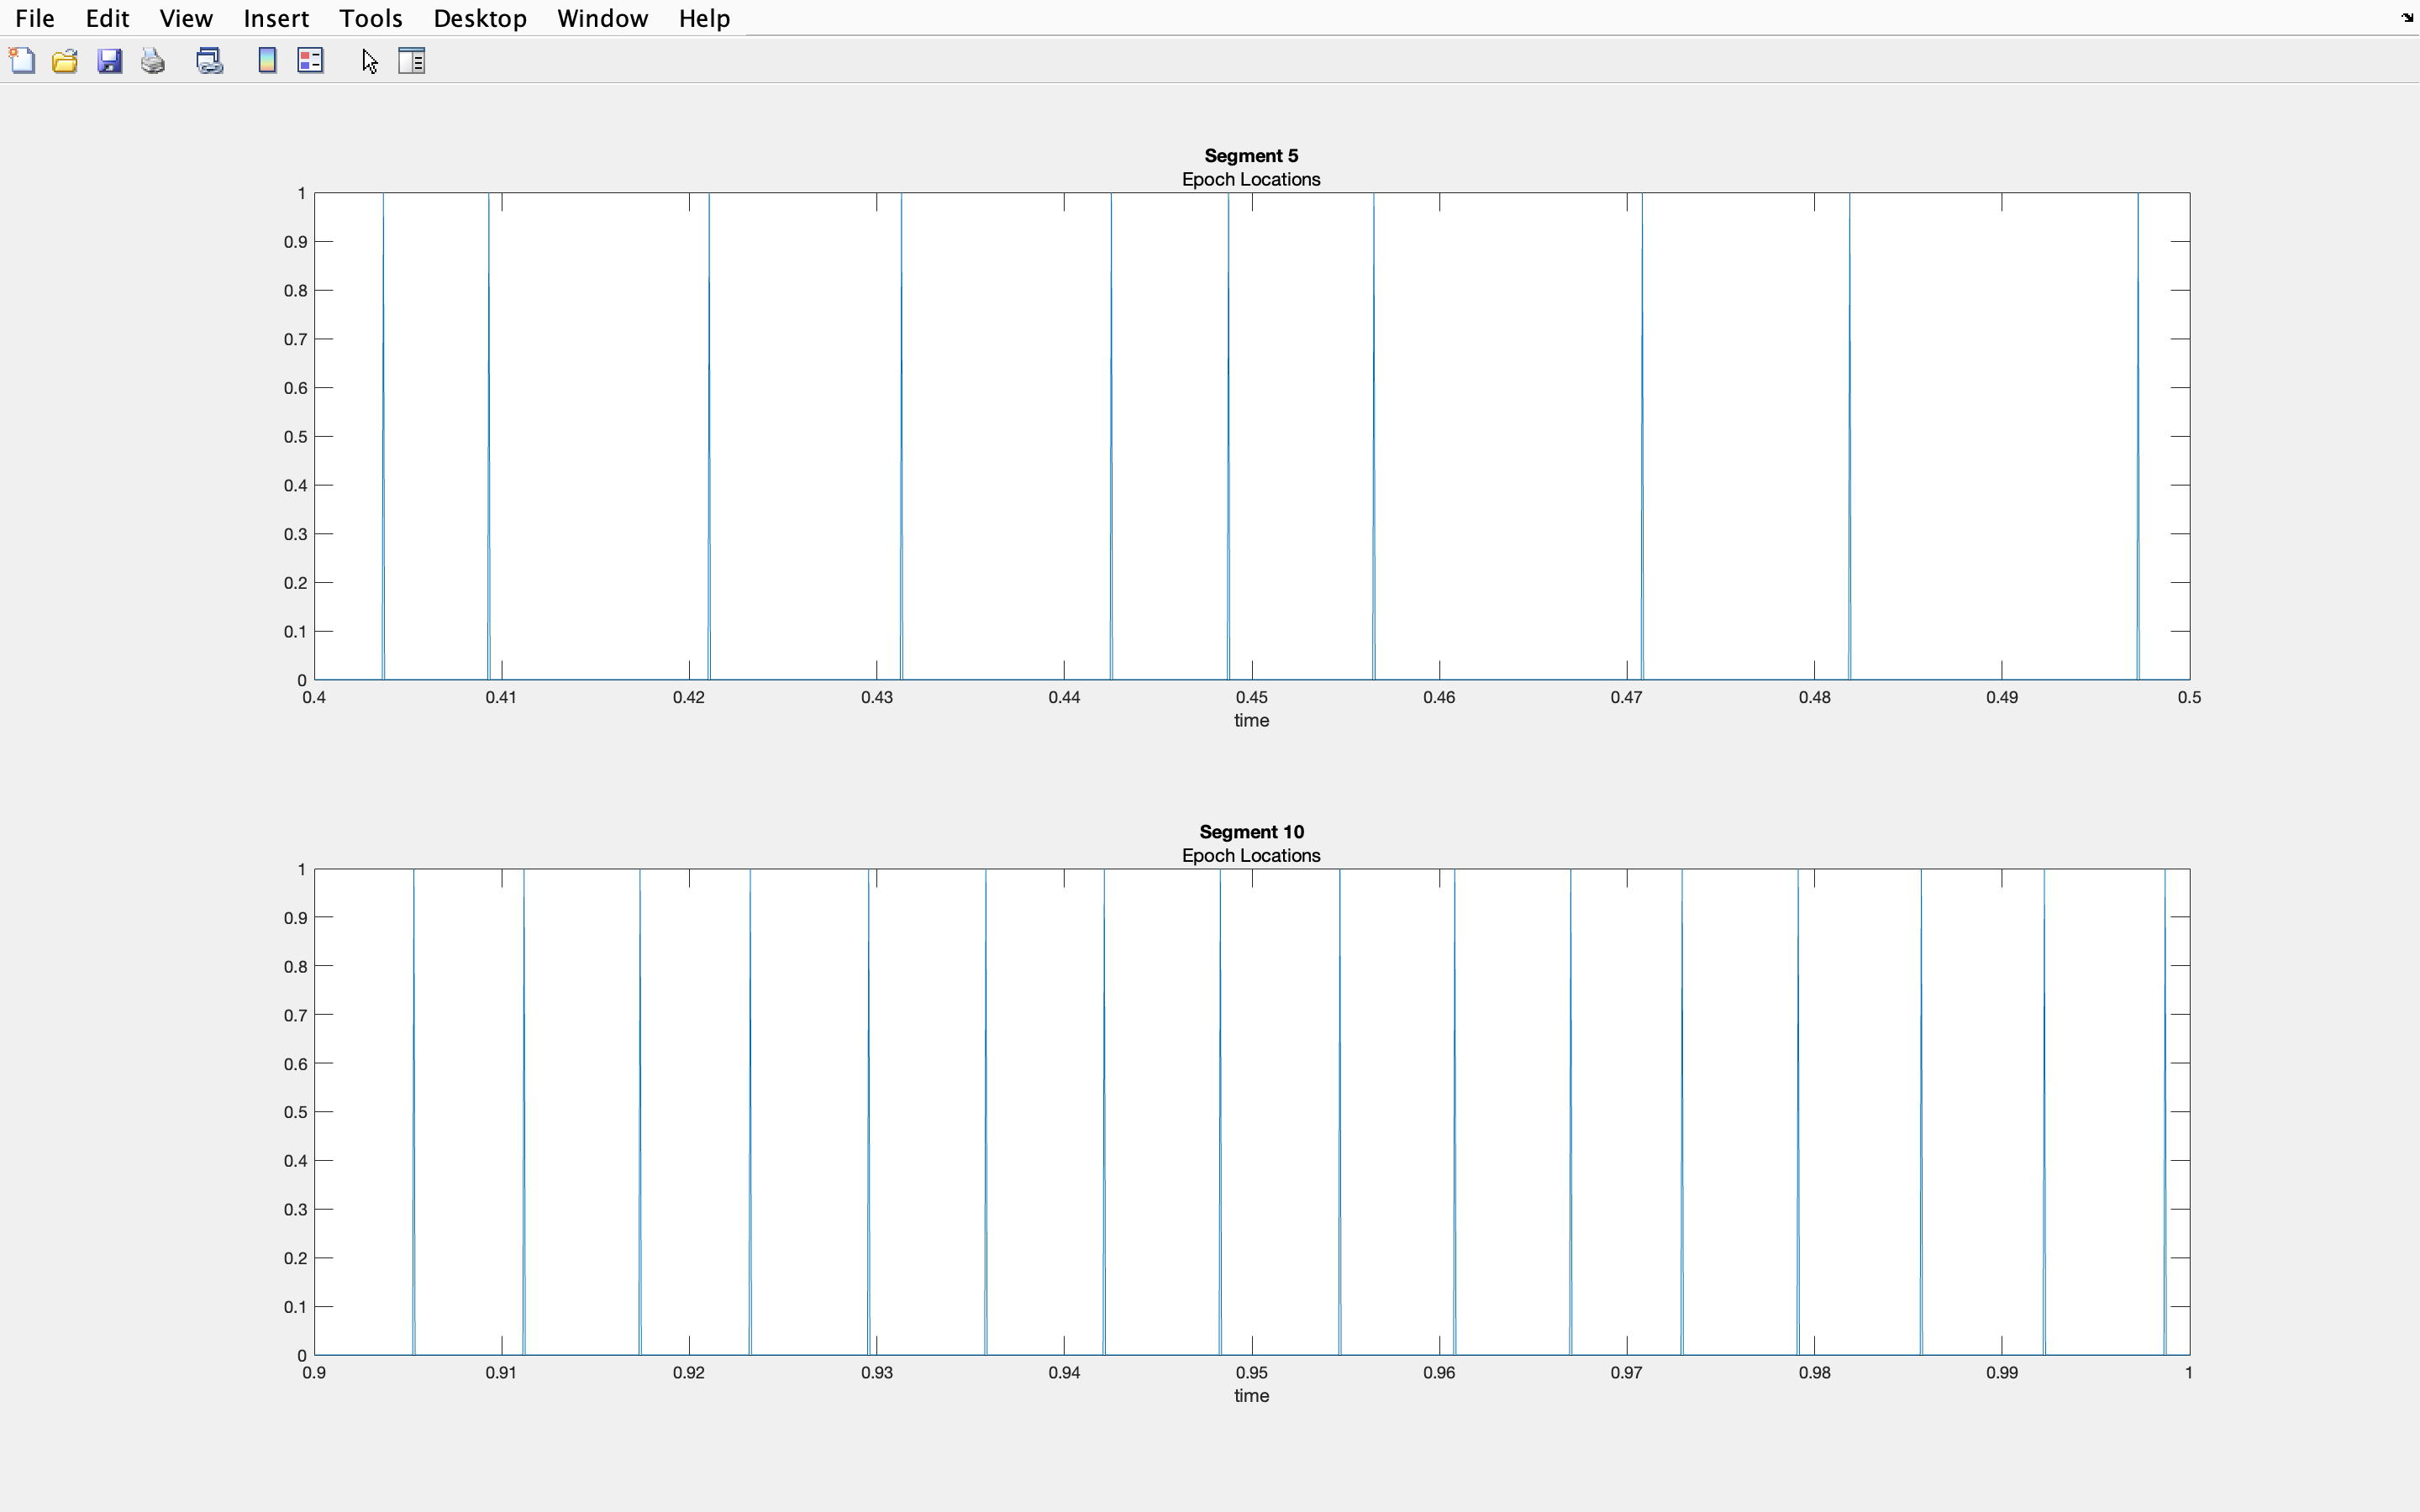 File Edit View Insert Tools Desktop Window Help
Segment 5
Epoch Locations
1
0.9
0.8
0.7
0.6
0.5
0.4
0.3
0.2
0.1
0
0.4 0.41 0.42 0.43 0.44 0.45 0.46 0.47 0.48 0.49 0.5
time
Segment 10
Epoch Locations
1
0.9
0.8
0.7
0.6
0.5
0.4
0.3
0.2
0.1
0
0.9 0.91 0.92 0.93 0.94 0.95 0.96 0.97 0.98 0.99 1
time